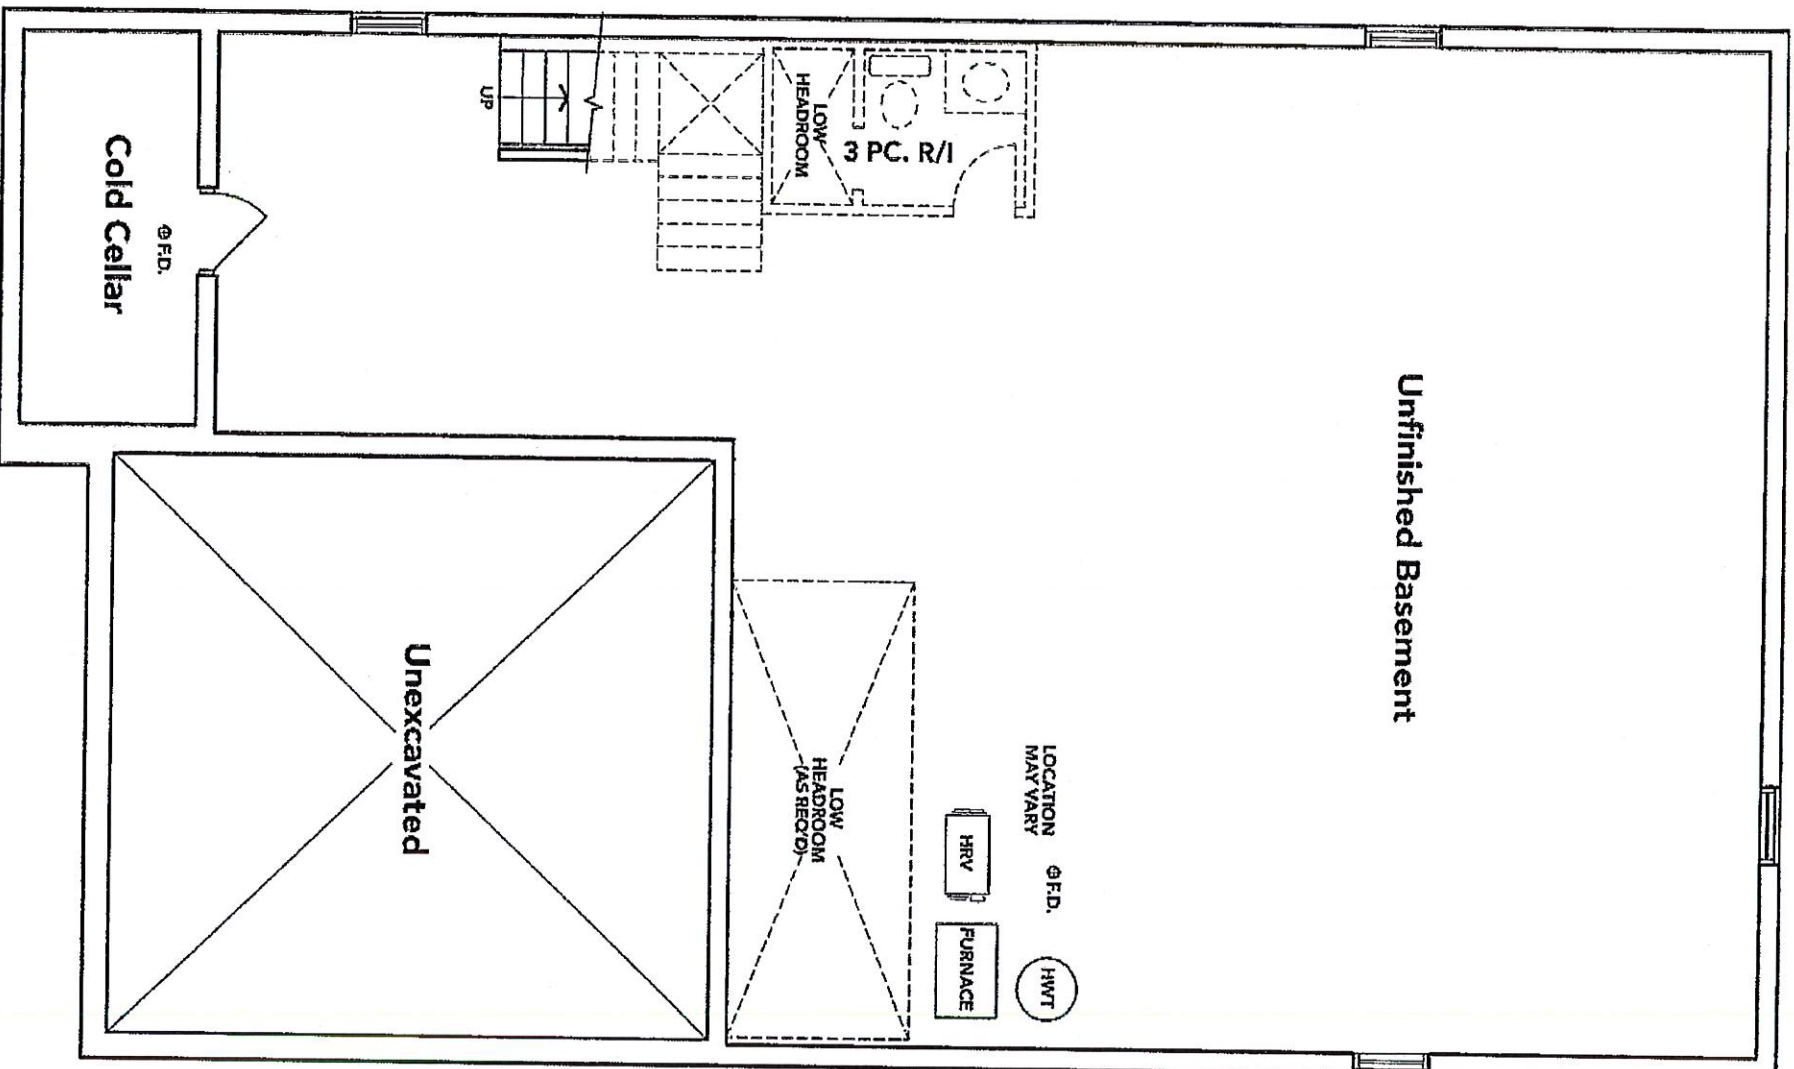 UP
LOW
HEADROOM
3 PC. R/I
Cold Cellar
F.D.
Unfinished Basement
Unexcavated
LOW
HEADROOM
(AS REQ'D)
LOCATION
MAY VARY
F.D.
HRV
FURNACE
HWT